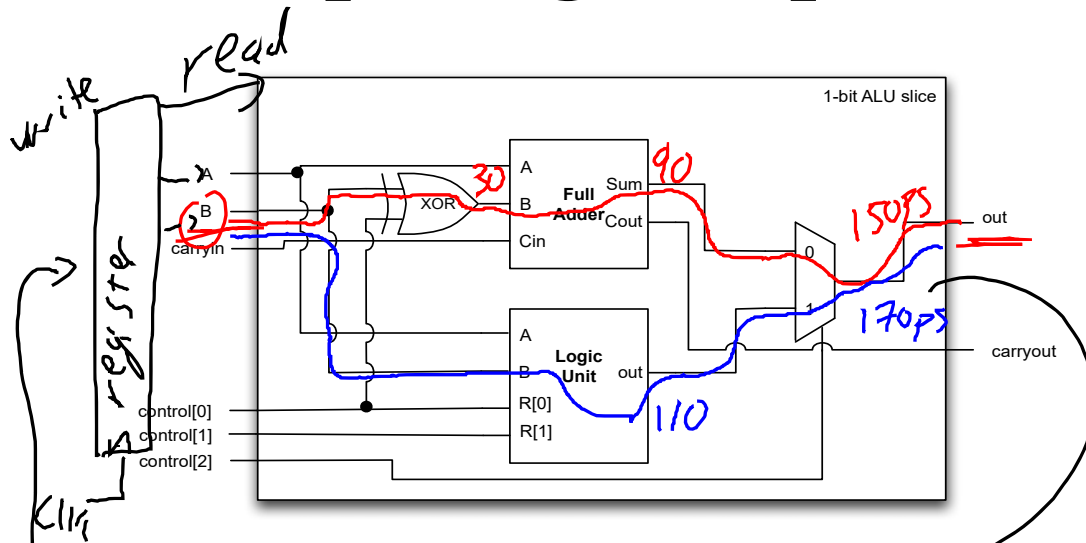 read
write
1-bit ALU slice
A
B
carryin
XOR
30
A
B
Cin
Full
Adder
Sum
Cout
90
0
1
150ps
out
170ps
carryout
register
A
B
R[0]
R[1]
Logic
Unit
out
110
control[0]
control[1]
control[2]